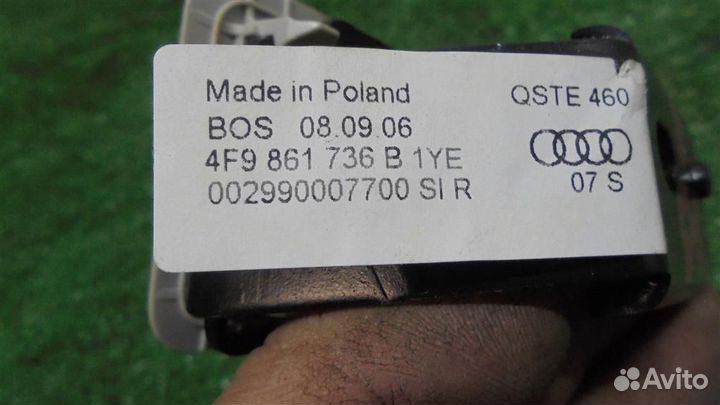 Made in Poland QSTE 460
BOS 08.09.06
4F9 861 736 B 1YE
002990007700 SI R 07 S
Avito